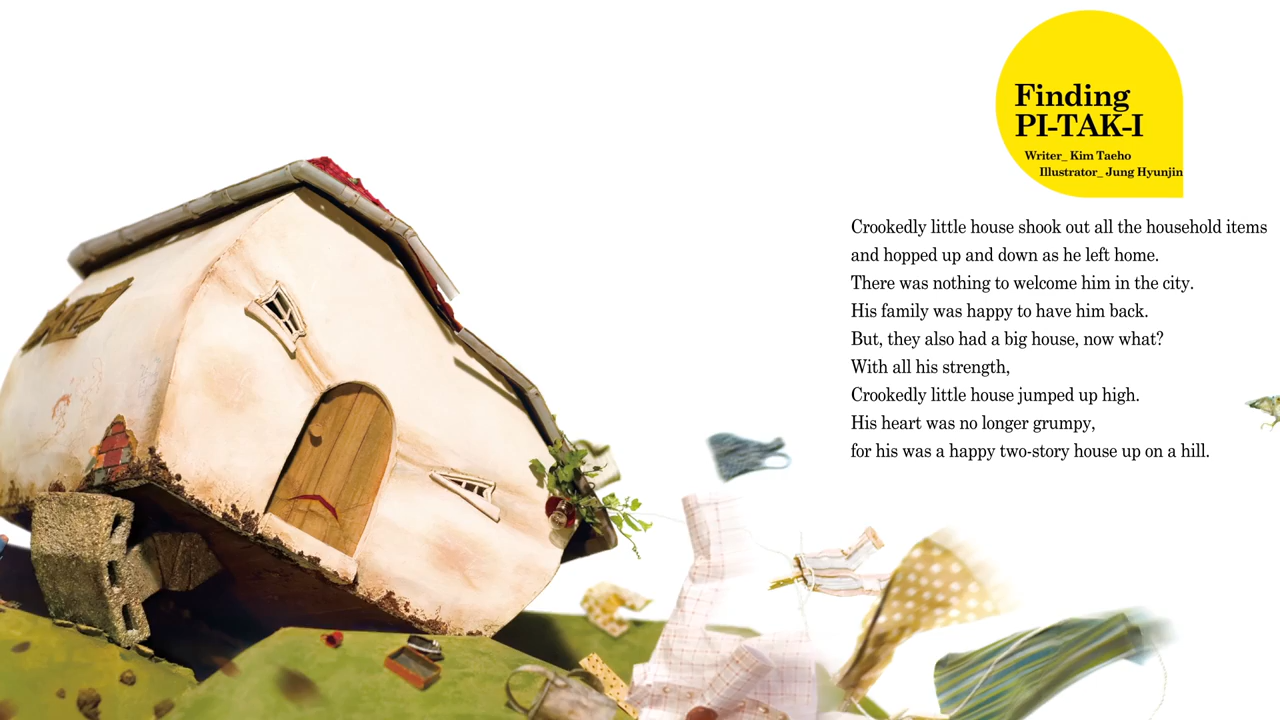 Finding
PI-TAK-I
Writer_ Kim Taeho
Illustrator_ Jung Hyunjin
Crookedly little house shook out all the household items
and hopped up and down as he left home.
There was nothing to welcome him in the city.
His family was happy to have him back.
But, they also had a big house, now what?
With all his strength,
Crookedly little house jumped up high.
His heart was no longer grumpy,
for his was a happy two-story house up on a hill.